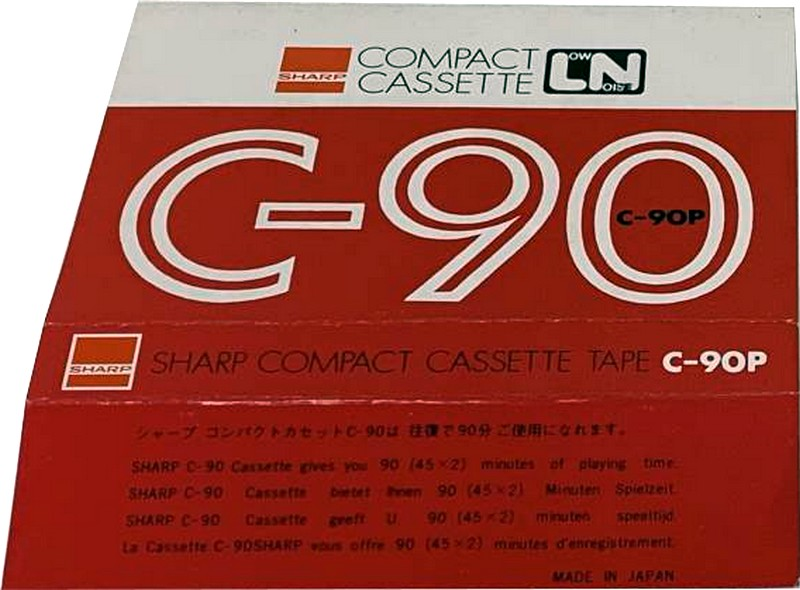 SHARP
COMPACT
CASSETTE
LOW NOISE
C-90
C-90P
SHARP
SHARP COMPACT CASSETTE TAPE C-90P
シャープ コンパクトカセットC-90は 往復で90分ご使用になれます。
SHARP C-90 Cassette gives you 90 (45×2) minutes of playing time.
SHARP C-90 Cassette bietet Ihnen 90 (45×2) Minuten Spielzeit.
SHARP C-90 Cassette geeft U 90 (45×2) minuten speeltijd.
La Cassette C-90SHARP vous offre 90 (45×2) minutes d'enregistrement.
MADE IN JAPAN